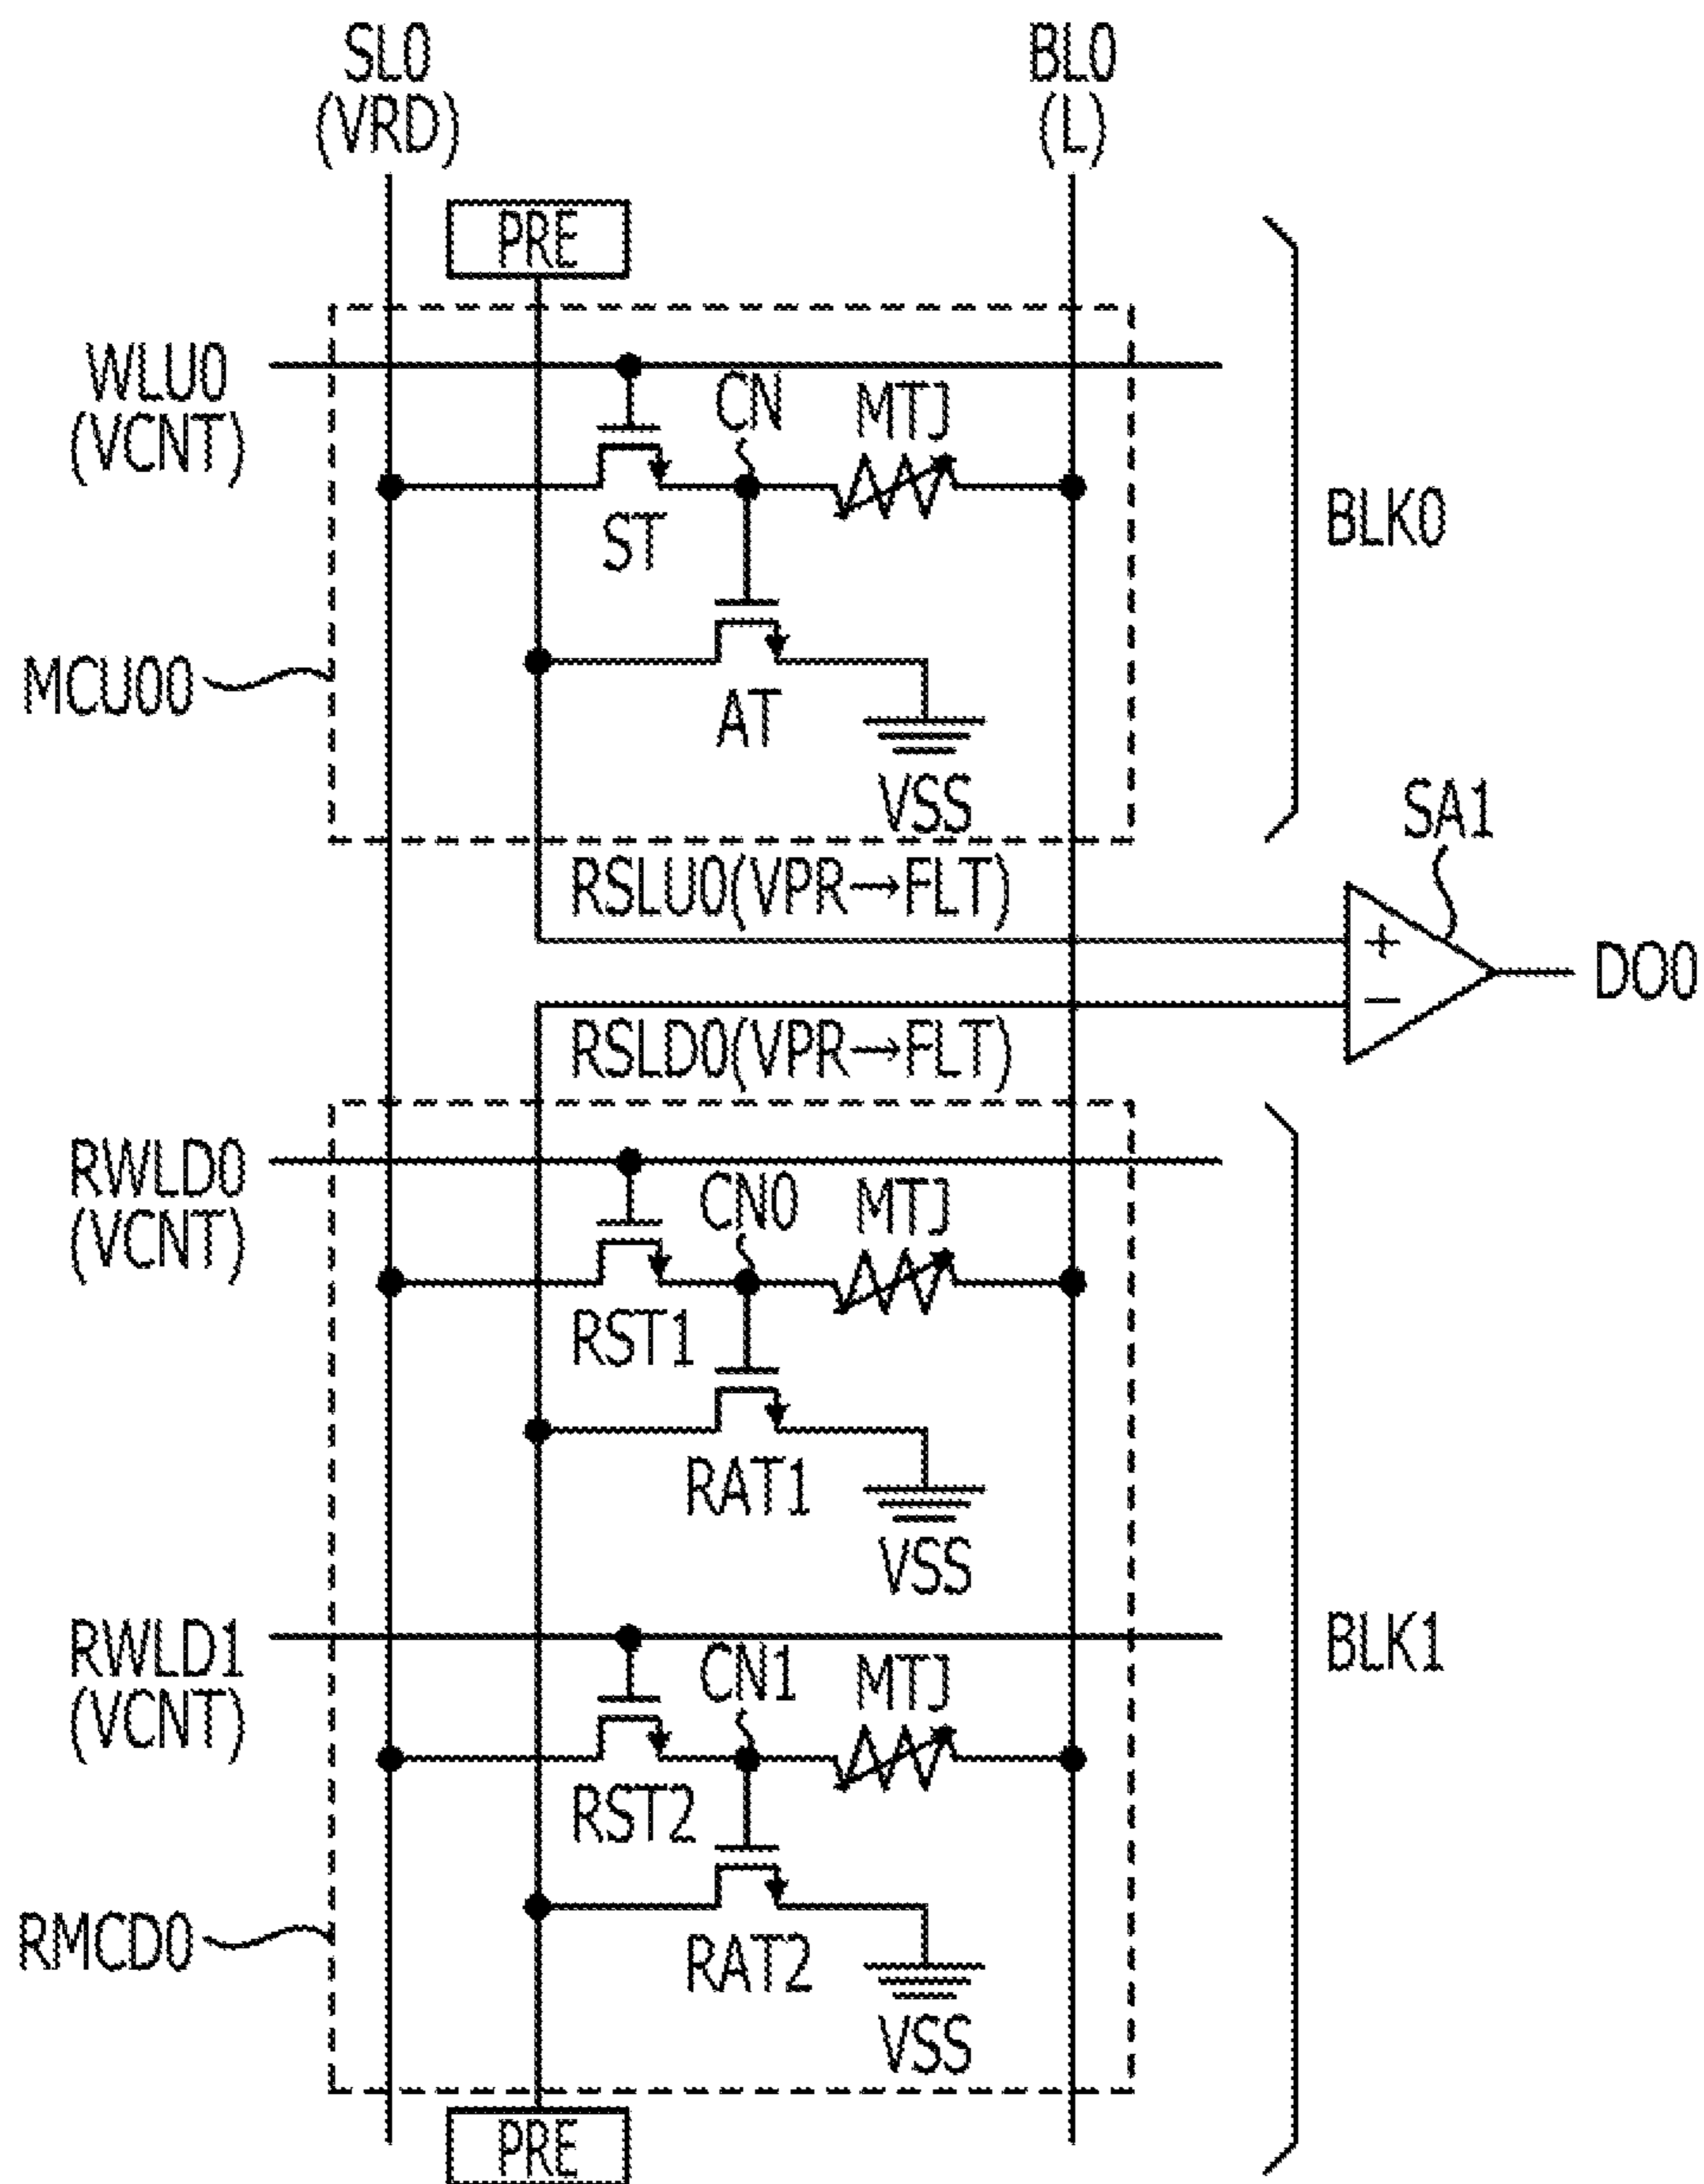 SL0
(VRD)
BL0
(L)
PRE
WLU0
(VCNT)
CN
MTJ
ST
BLK0
MCU00
AT
VSS
SA1
RSLU0(VPR→FLT)
+
DO0
−
RSLD0(VPR→FLT)
RWLD0
(VCNT)
CN0
MTJ
RST1
RAT1
VSS
RWLD1
(VCNT)
CN1
MTJ
BLK1
RST2
RMCD0
RAT2
VSS
PRE